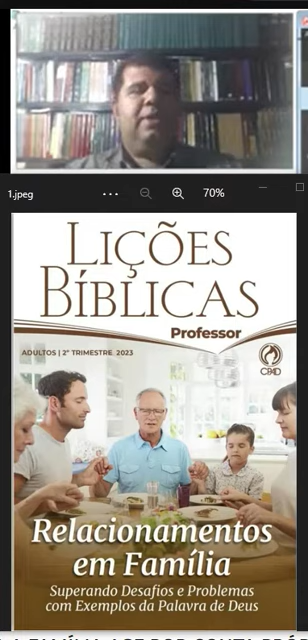 1.jpeg
70%
LIÇÕES
BÍBLICAS
Professor
ADULTOS | 2º TRIMESTRE 2023
CPAD
Relacionamentos
em Família
Superando Desafios e Problemas
com Exemplos da Palavra de Deus